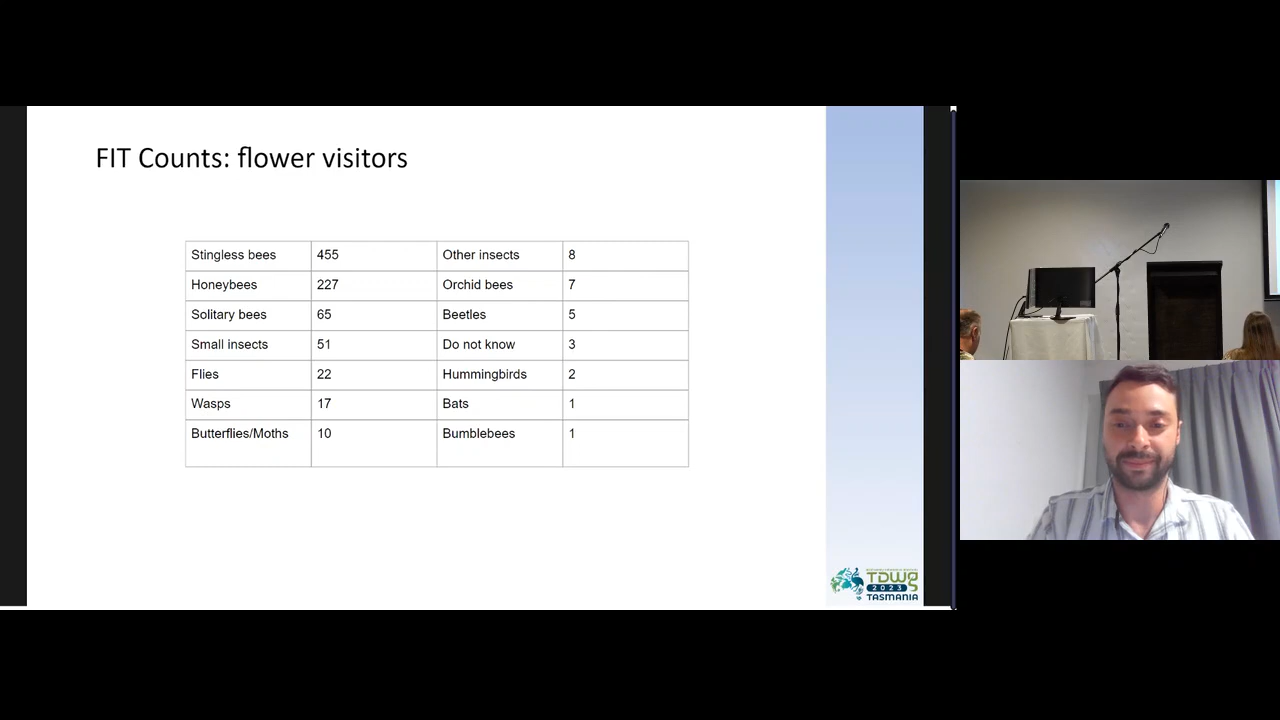 FIT Counts: flower visitors
Stingless bees 455 Other insects 8
Honeybees 227 Orchid bees 7
Solitary bees 65 Beetles 5
Small insects 51 Do not know 3
Flies 22 Hummingbirds 2
Wasps 17 Bats 1
Butterflies/Moths 10 Bumblebees 1
TDWG
2023
TASMANIA